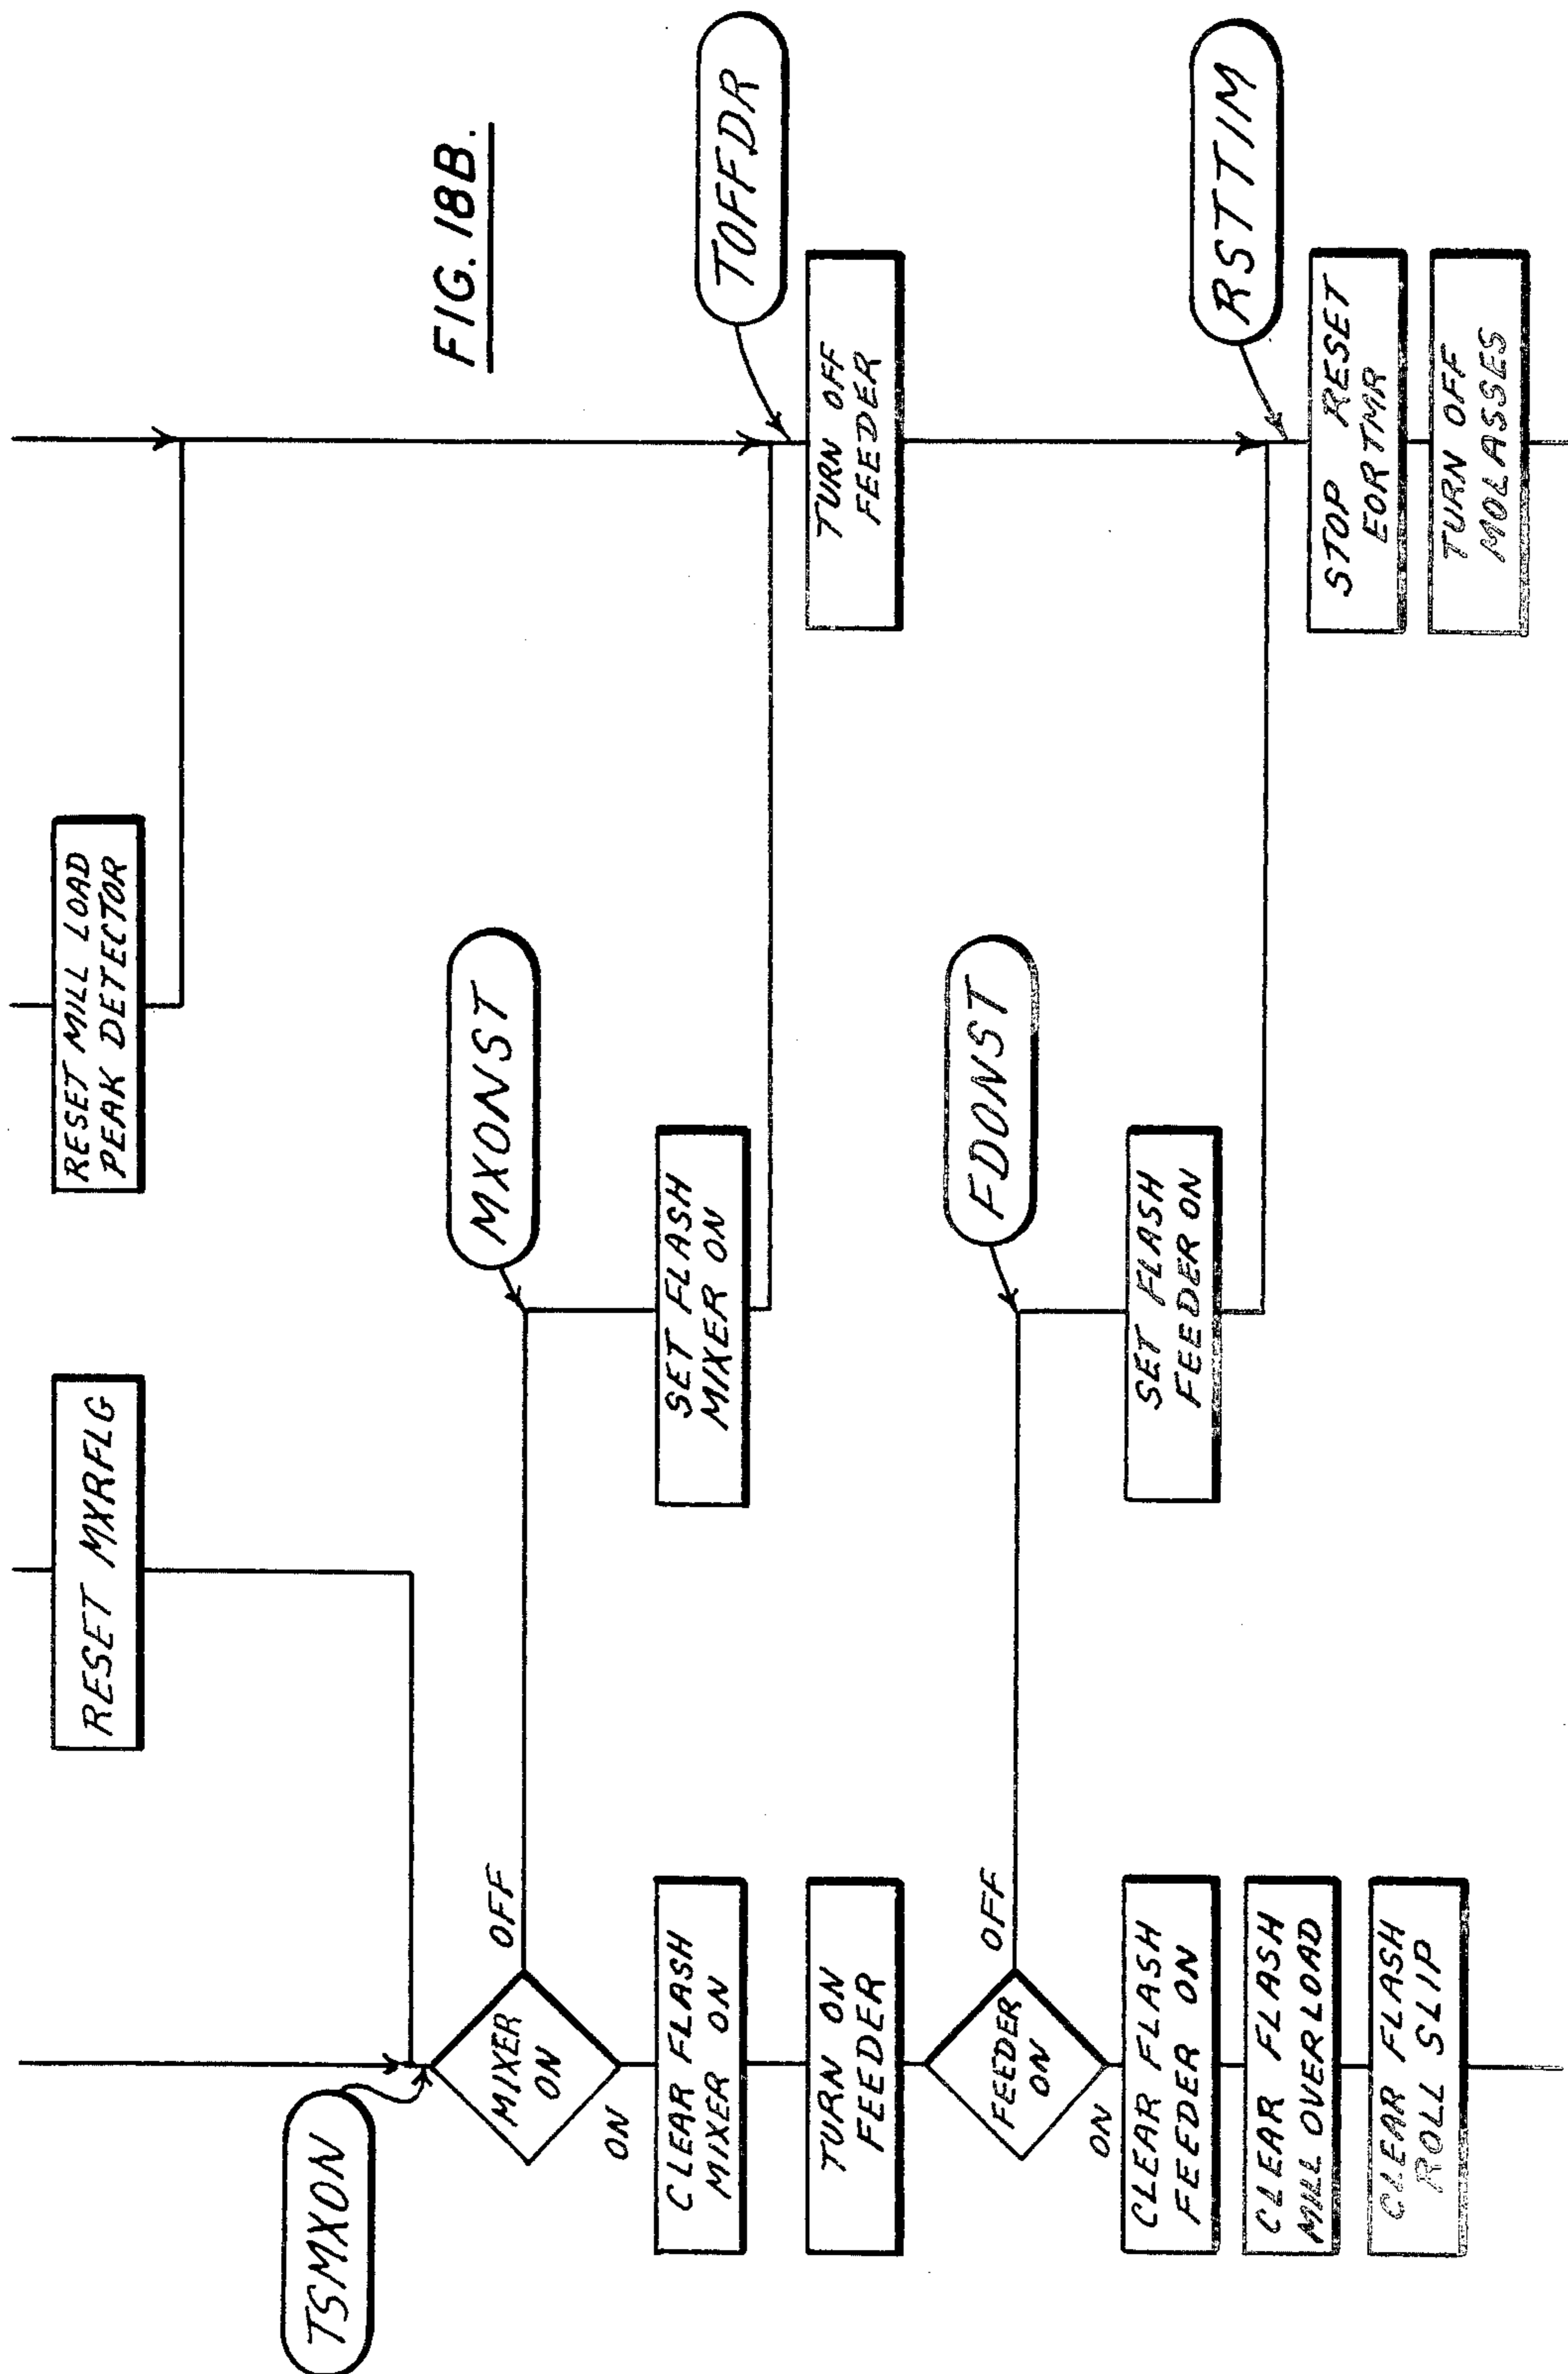 FIG. 18B.
RESET MXRFLG
RESET MILL LOAD
PEAK DETECTOR
TSMXON
MIXER
ON
OFF
ON
MXONST
CLEAR FLASH
MIXER ON
SET FLASH
MIXER ON
TOFFDR
TURN ON
FEEDER
TURN OFF
FEEDER
FEEDER
ON
OFF
ON
FDONST
CLEAR FLASH
FEEDER ON
SET FLASH
FEEDER ON
RSTTIM
CLEAR FLASH
MILL OVERLOAD
STOP RESET
EORTMR
CLEAR FLASH
ROLL SLIP
TURN OFF
MOLASSES